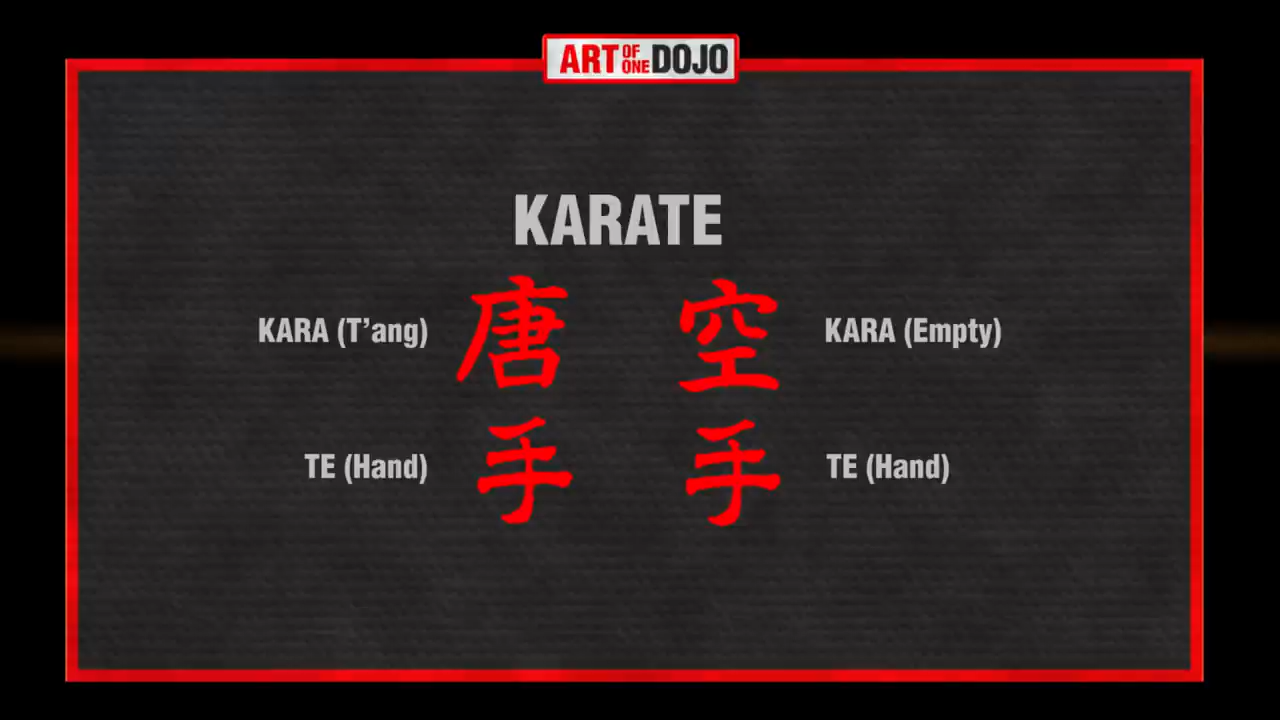 ART OF ONE DOJO
KARATE
KARA (T'ang) 唐 空 KARA (Empty)
TE (Hand) 手 手 TE (Hand)